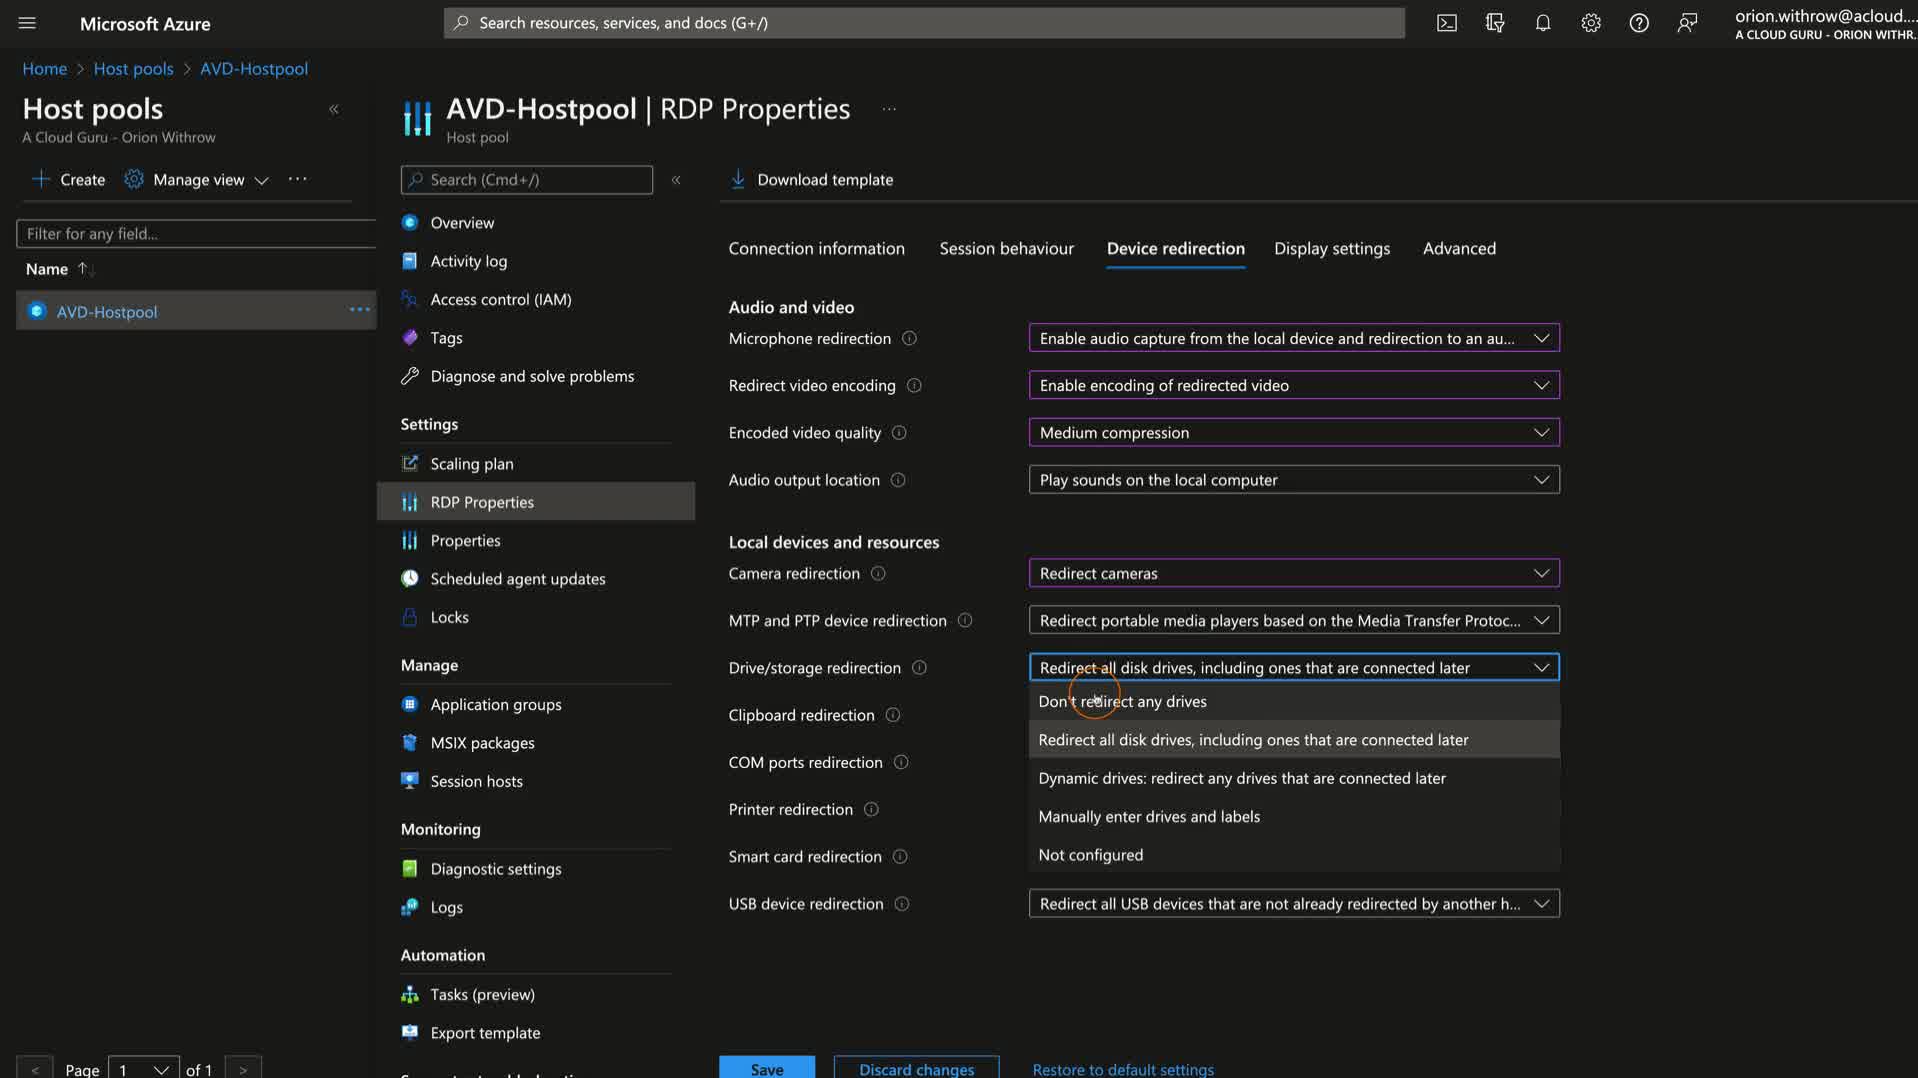 Microsoft Azure
Search resources, services, and docs (G+/)
orion.withrow@acloud....
A CLOUD GURU - ORION WITHR.
Home > Host pools > AVD-Hostpool
Host pools
A Cloud Guru - Orion Withrow
Create
Manage view
Filter for any field...
Name
AVD-Hostpool
Page 1 of 1
AVD-Hostpool | RDP Properties
Host pool
Search (Cmd+/)
Overview
Activity log
Access control (IAM)
Tags
Diagnose and solve problems
Settings
Scaling plan
RDP Properties
Properties
Scheduled agent updates
Locks
Manage
Application groups
MSIX packages
Session hosts
Monitoring
Diagnostic settings
Logs
Automation
Tasks (preview)
Export template
Download template
Connection information
Session behaviour
Device redirection
Display settings
Advanced
Audio and video
Microphone redirection
Enable audio capture from the local device and redirection to an au...
Redirect video encoding
Enable encoding of redirected video
Encoded video quality
Medium compression
Audio output location
Play sounds on the local computer
Local devices and resources
Camera redirection
Redirect cameras
MTP and PTP device redirection
Redirect portable media players based on the Media Transfer Protoc...
Drive/storage redirection
Redirect all disk drives, including ones that are connected later
Don't redirect any drives
Redirect all disk drives, including ones that are connected later
Dynamic drives: redirect any drives that are connected later
Manually enter drives and labels
Not configured
Clipboard redirection
COM ports redirection
Printer redirection
Smart card redirection
USB device redirection
Redirect all USB devices that are not already redirected by another h...
Save
Discard changes
Restore to default settings